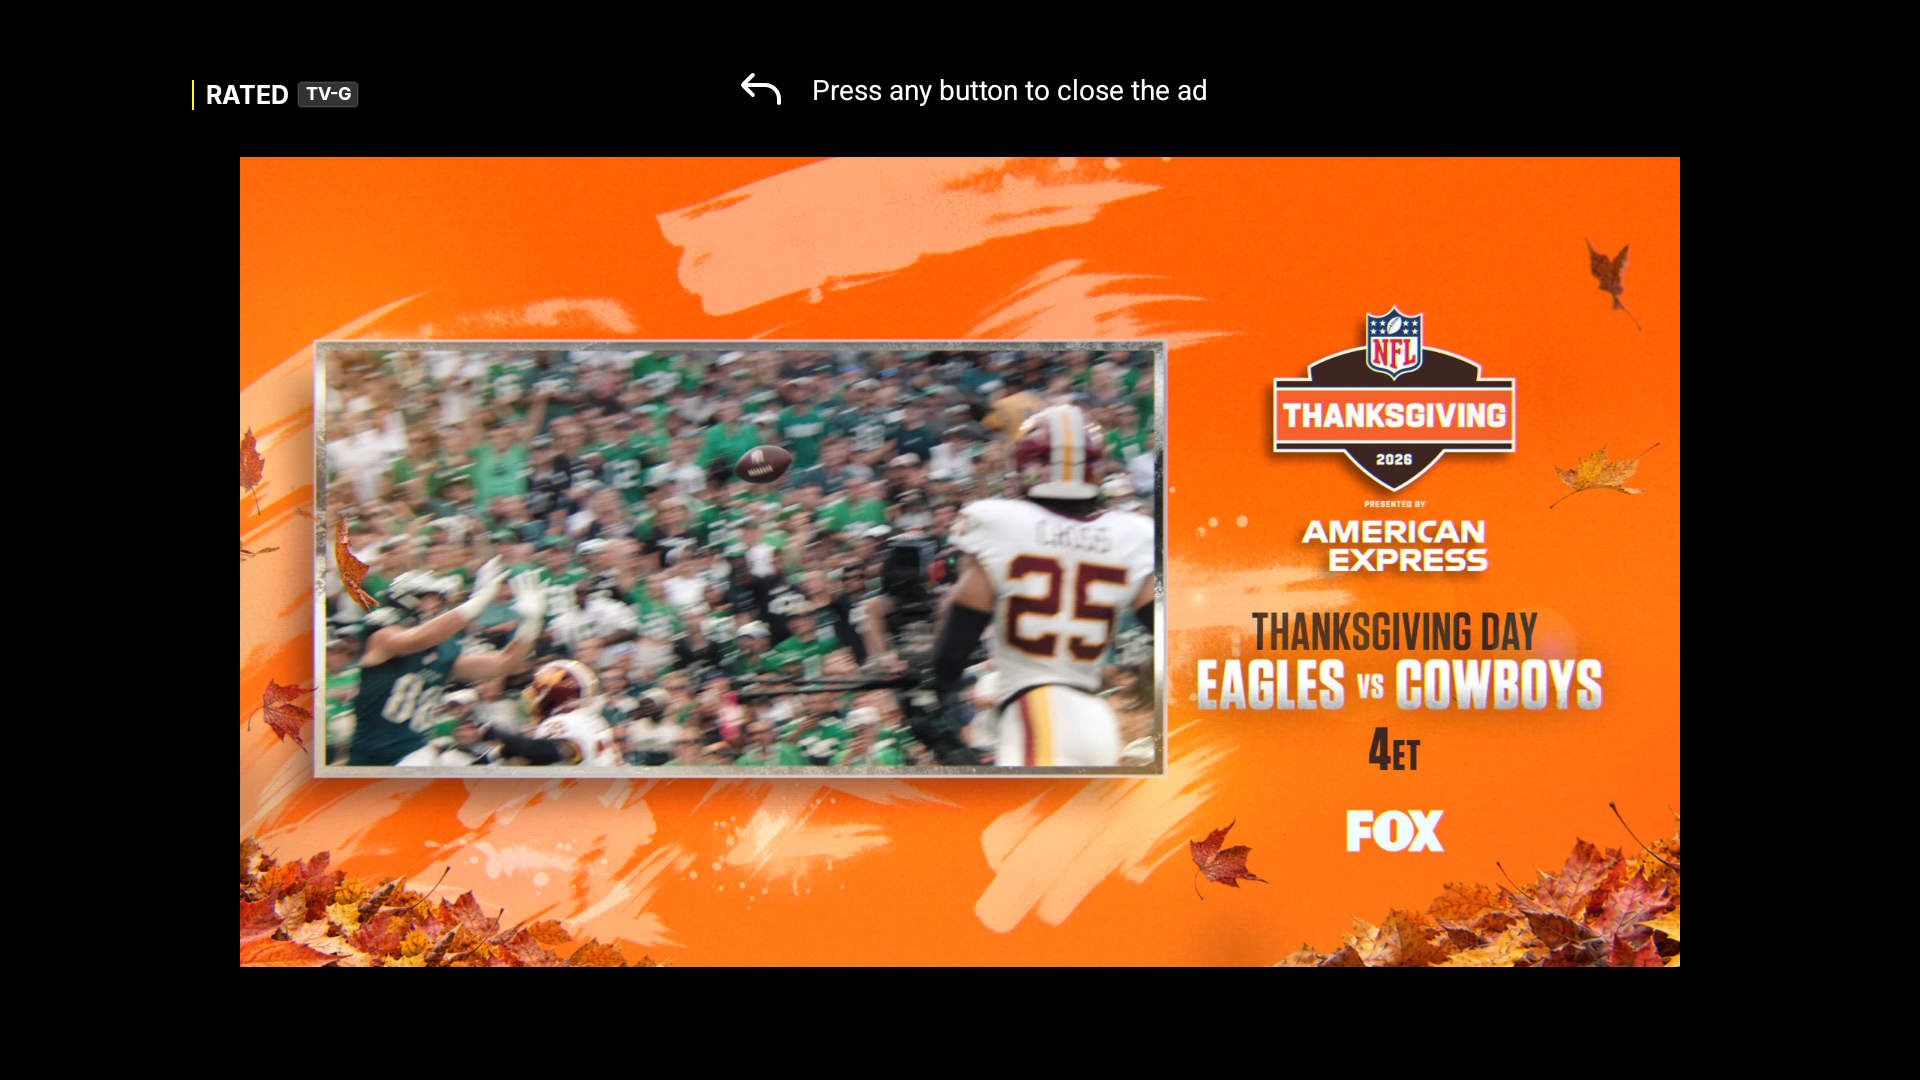 RATED TV-G
Press any button to close the ad
NFL
THANKSGIVING
2026
PRESENTED BY
AMERICAN
EXPRESS
THANKSGIVING DAY
EAGLES VS COWBOYS
4ET
FOX
25
88